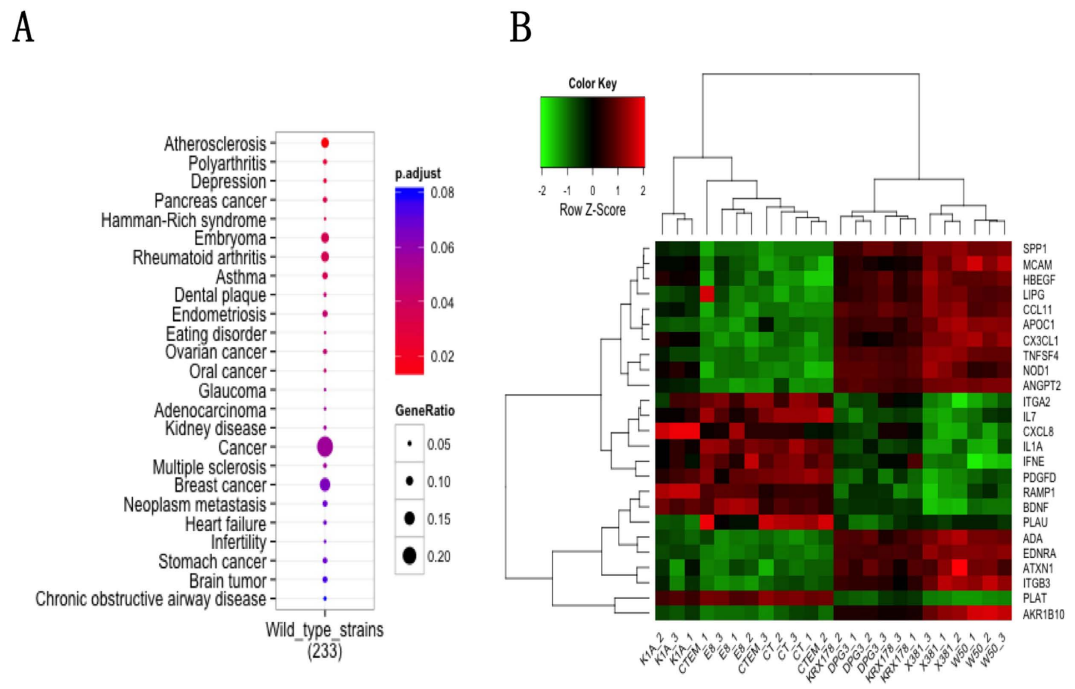 A
B
Atherosclerosis
Polyarthritis
Depression
Pancreas cancer
Hamman-Rich syndrome
Embryoma
Rheumatoid arthritis
Asthma
Dental plaque
Endometriosis
Eating disorder
Ovarian cancer
Oral cancer
Glaucoma
Adenocarcinoma
Kidney disease
Cancer
Multiple sclerosis
Breast cancer
Neoplasm metastasis
Heart failure
Infertility
Stomach cancer
Brain tumor
Chronic obstructive airway disease
Wild_type_strains
(233)
p.adjust
0.08
0.06
0.04
0.02
GeneRatio
0.05
0.10
0.15
0.20
Color Key
-2 -1 0 1 2
Row Z-Score
SPP1
MCAM
HBEGF
LIPG
CCL11
APOC1
CX3CL1
TNFSF4
NOD1
ANGPT2
ITGA2
IL7
CXCL8
IL1A
IFNE
PDGFD
RAMP1
BDNF
PLAU
ADA
EDNRA
ATXN1
ITGB3
PLAT
AKR1B10
K1A_2
K1A_3
K1A_1
CTEM_1
E8_3
E8_1
E8_2
CTEM_3
CT_2
CT_3
CT_1
CTEM_2
KRX178_2
DPG3_1
DPG3_2
DPG3_3
KRX178_3
KRX178_1
X381_3
X381_1
X381_2
W50_1
W50_2
W50_3